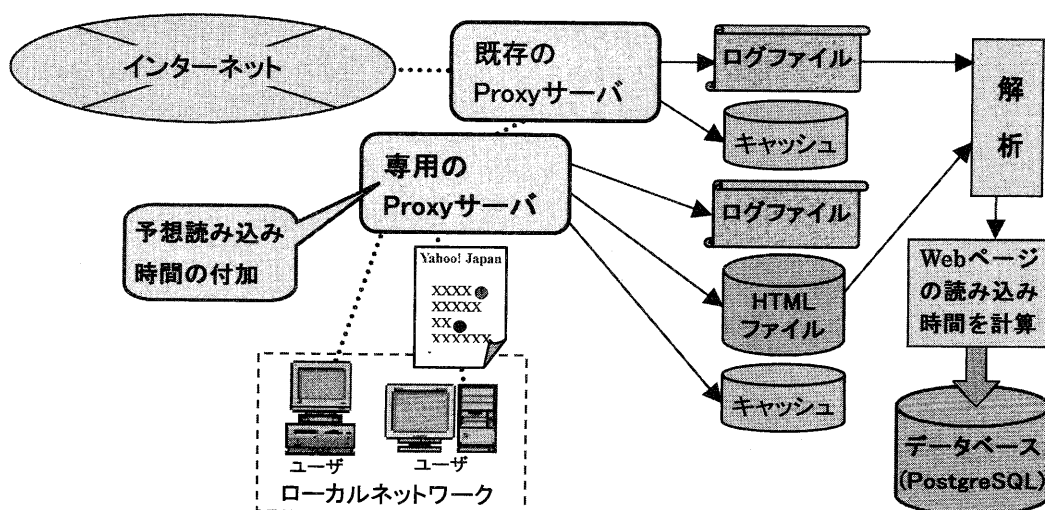 インターネット
既存の
Proxyサーバ
ログファイル
キャッシュ
解
析
専用の
Proxyサーバ
ログファイル
予想読み込み
時間の付加
Yahoo! Japan
XXXX
XXXXX
XX
XXXXXX
HTML
ファイル
キャッシュ
Webページ
の読み込み
時間を計算
データベース
(PostgreSQL)
ユーザ
ユーザ
ローカルネットワーク